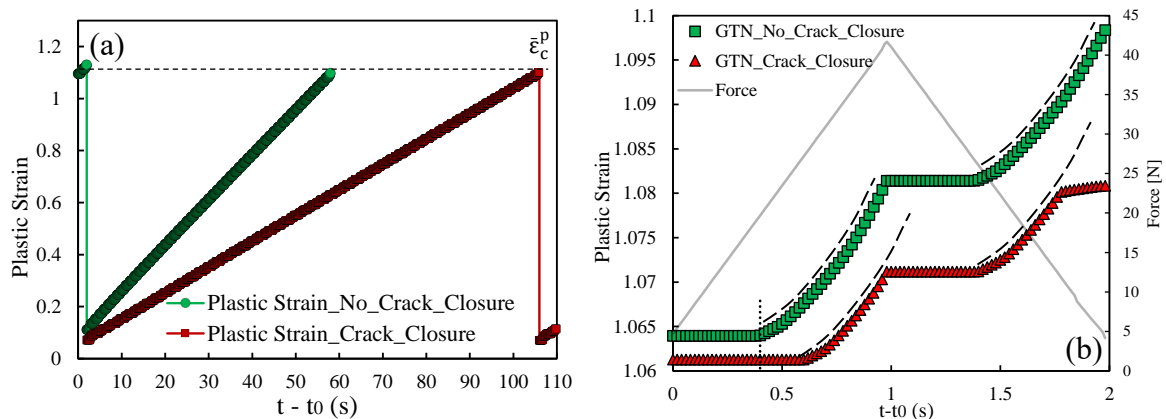 (a)
ε̄ᵖ_c
1.2
1
0.8
0.6
0.4
0.2
0
Plastic Strain
Plastic Strain_No_Crack_Closure
Plastic Strain_Crack_Closure
0 10 20 30 40 50 60 70 80 90 100 110
t - t0 (s)
1.1
1.095
1.09
1.085
1.08
1.075
1.07
1.065
1.06
Plastic Strain
GTN_No_Crack_Closure
GTN_Crack_Closure
Force
45
40
35
30
25
20
15
10
5
0
Force [N]
(b)
0 0.5 1 1.5 2
t-t0 (s)